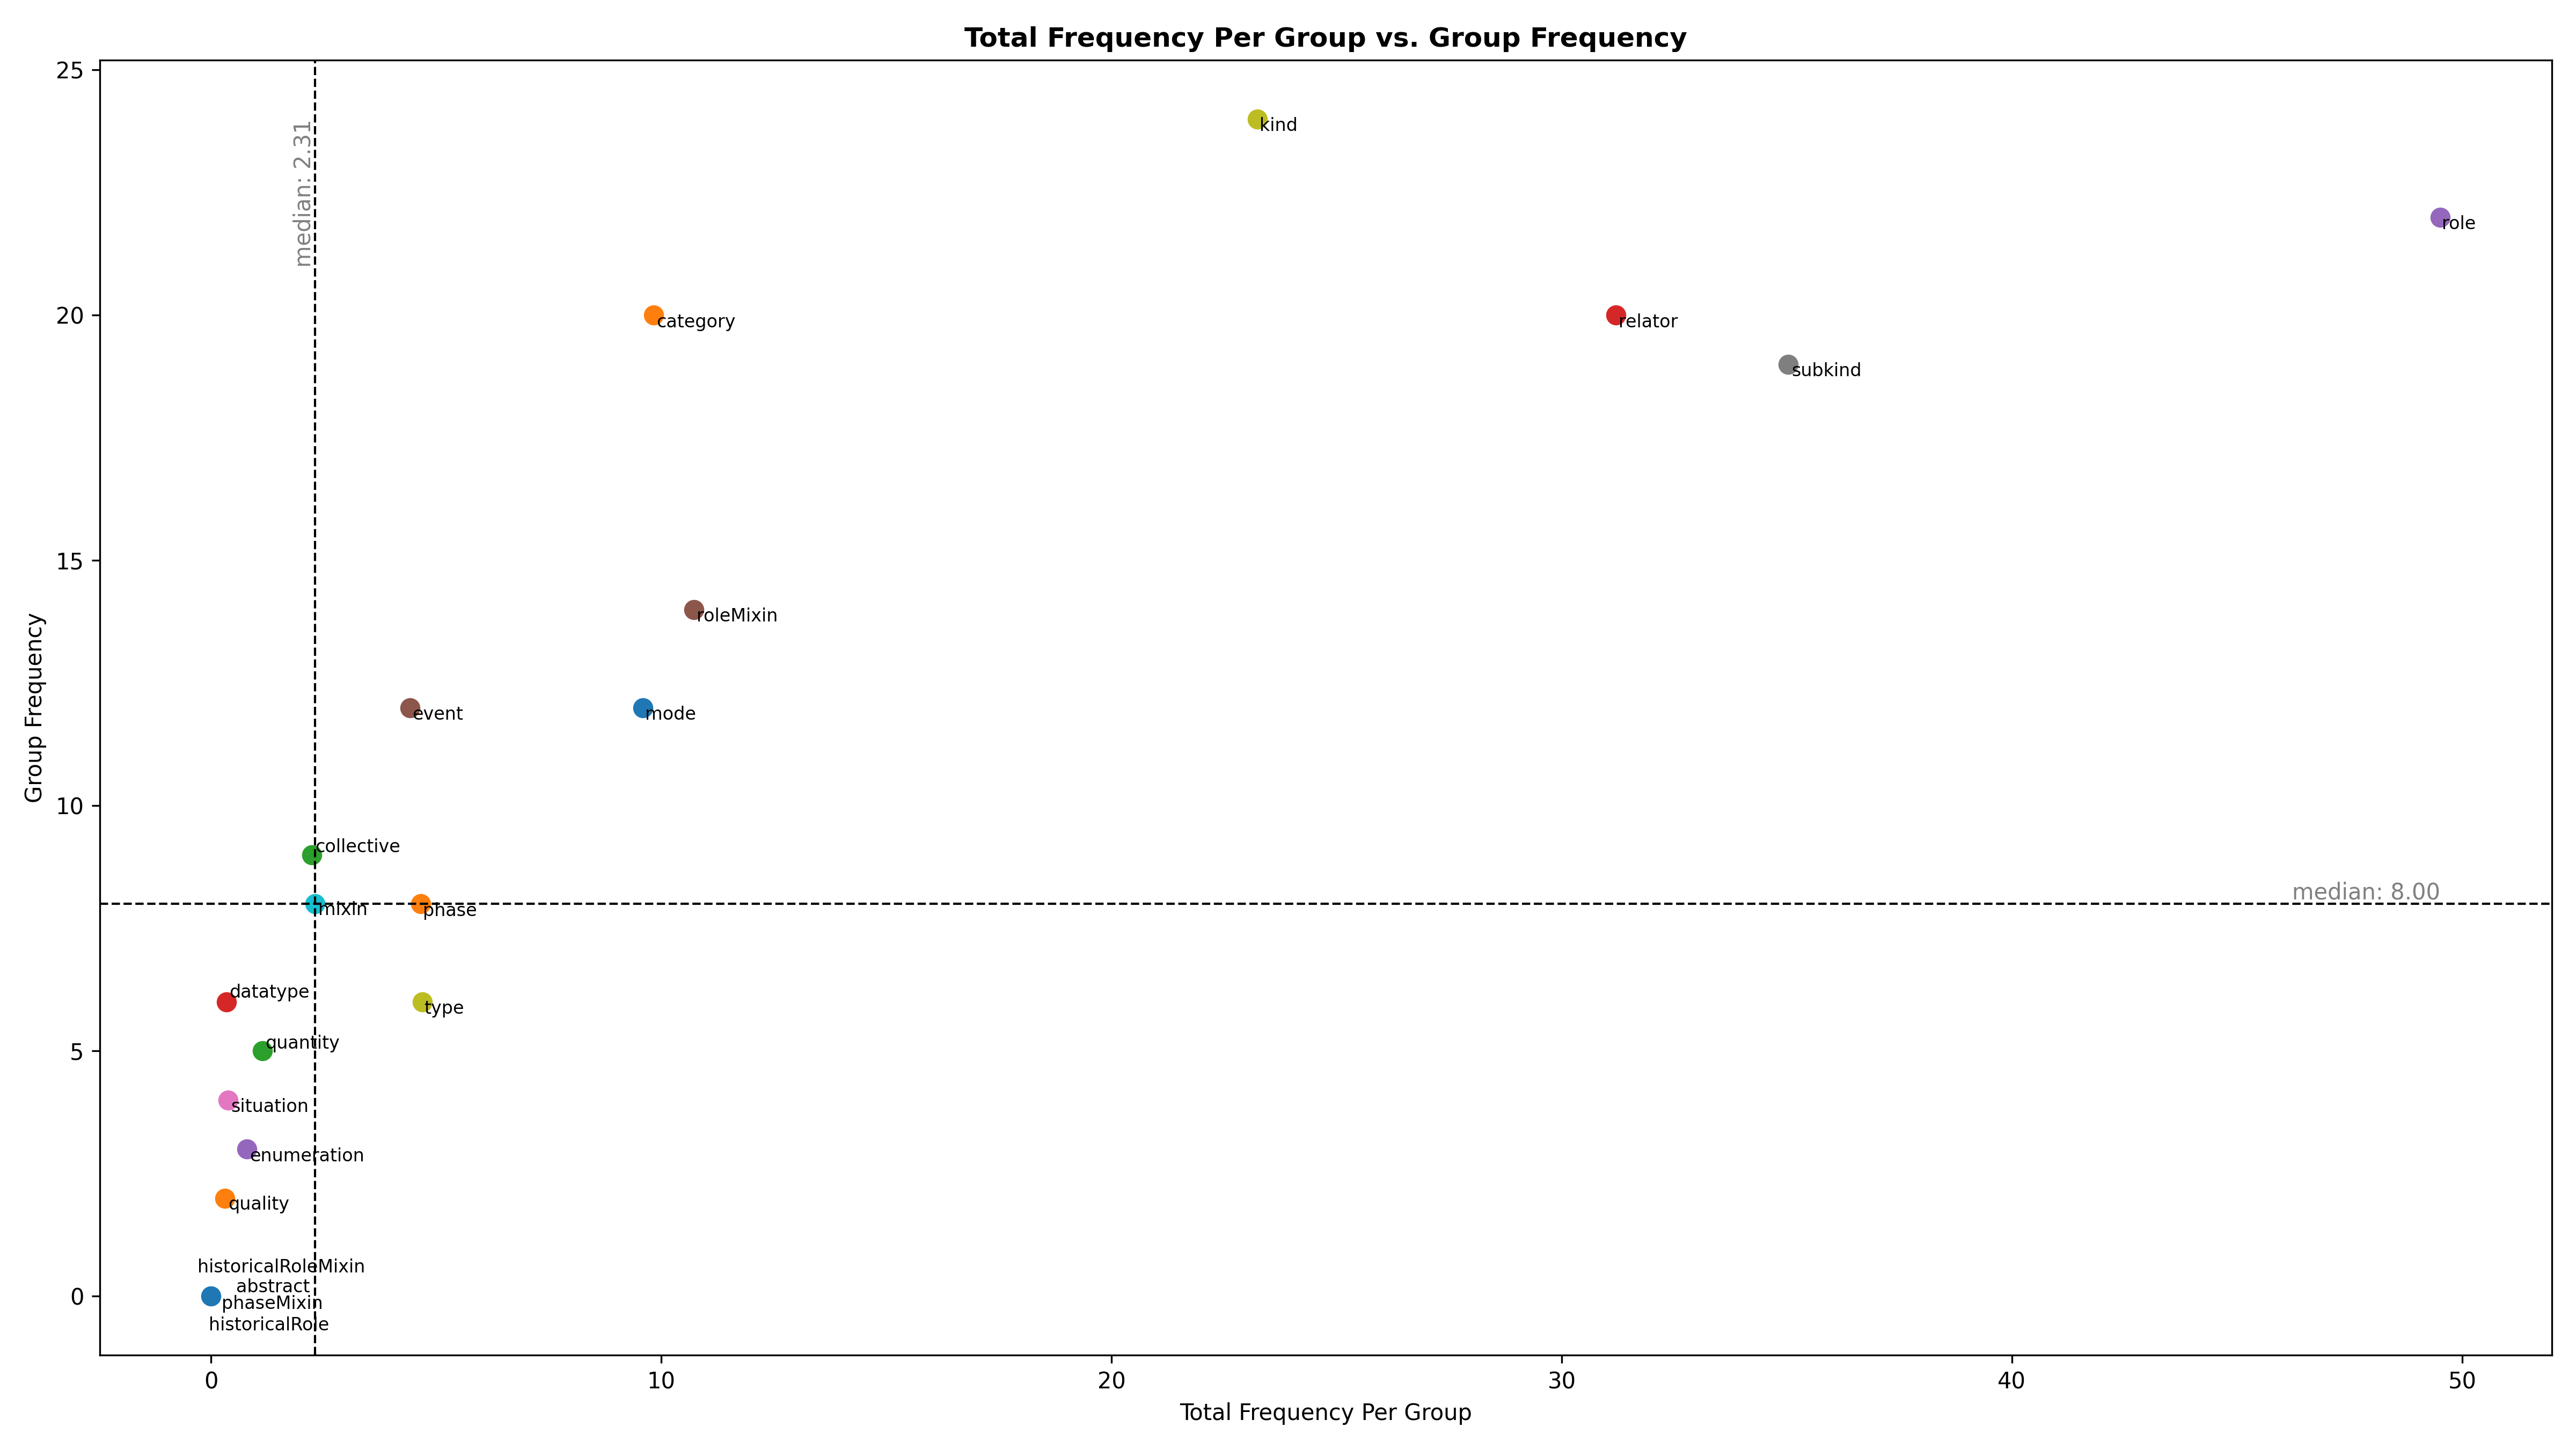 Total Frequency Per Group vs. Group Frequency
25
kind
median: 2.31
role
20
category
relator
subkind
15
roleMixin
event
mode
Group Frequency
10
collective
median: 8.00
mixin
phase
datatype
type
5
quantity
situation
enumeration
quality
historicalRoleMixin
abstract
0
phaseMixin
historicalRole
0
10
20
30
40
50
Total Frequency Per Group